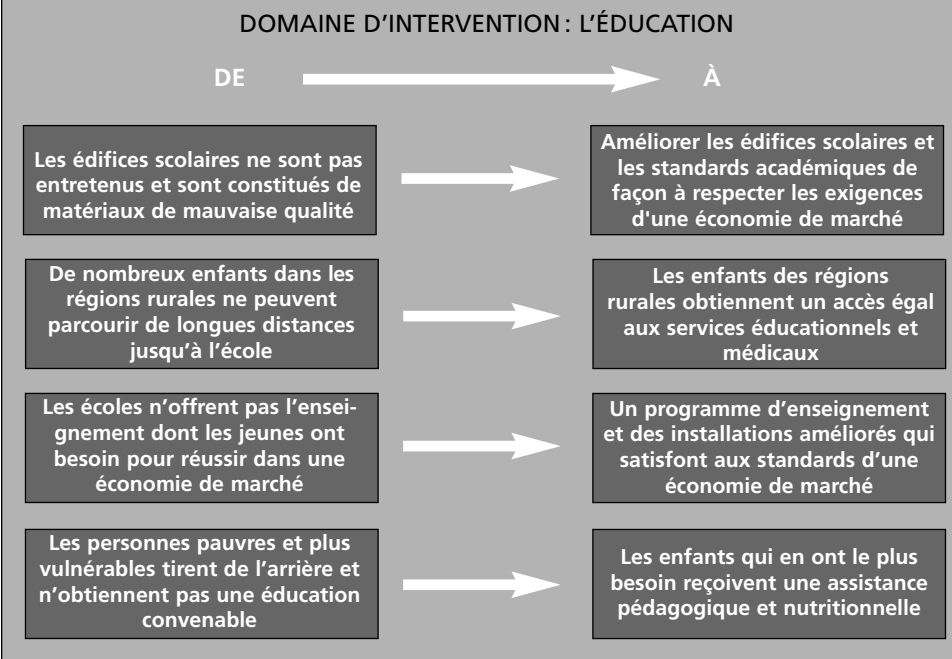 DOMAINE D’INTERVENTION : L’ÉDUCATION
DE
À
Les édifices scolaires ne sont pas
entretenus et sont constitués de
matériaux de mauvaise qualité
Améliorer les édifices scolaires et
les standards académiques de
façon à respecter les exigences
d'une économie de marché
De nombreux enfants dans les
régions rurales ne peuvent
parcourir de longues distances
jusqu’à l’école
Les enfants des régions
rurales obtiennent un accès égal
aux services éducationnels et
médicaux
Les écoles n’offrent pas l’ensei-
gnement dont les jeunes ont
besoin pour réussir dans une
économie de marché
Un programme d’enseignement
et des installations améliorés qui
satisfont aux standards d’une
économie de marché
Les personnes pauvres et plus
vulnérables tirent de l’arrière et
n’obtiennent pas une éducation
convenable
Les enfants qui en ont le plus
besoin reçoivent une assistance
pédagogique et nutritionnelle